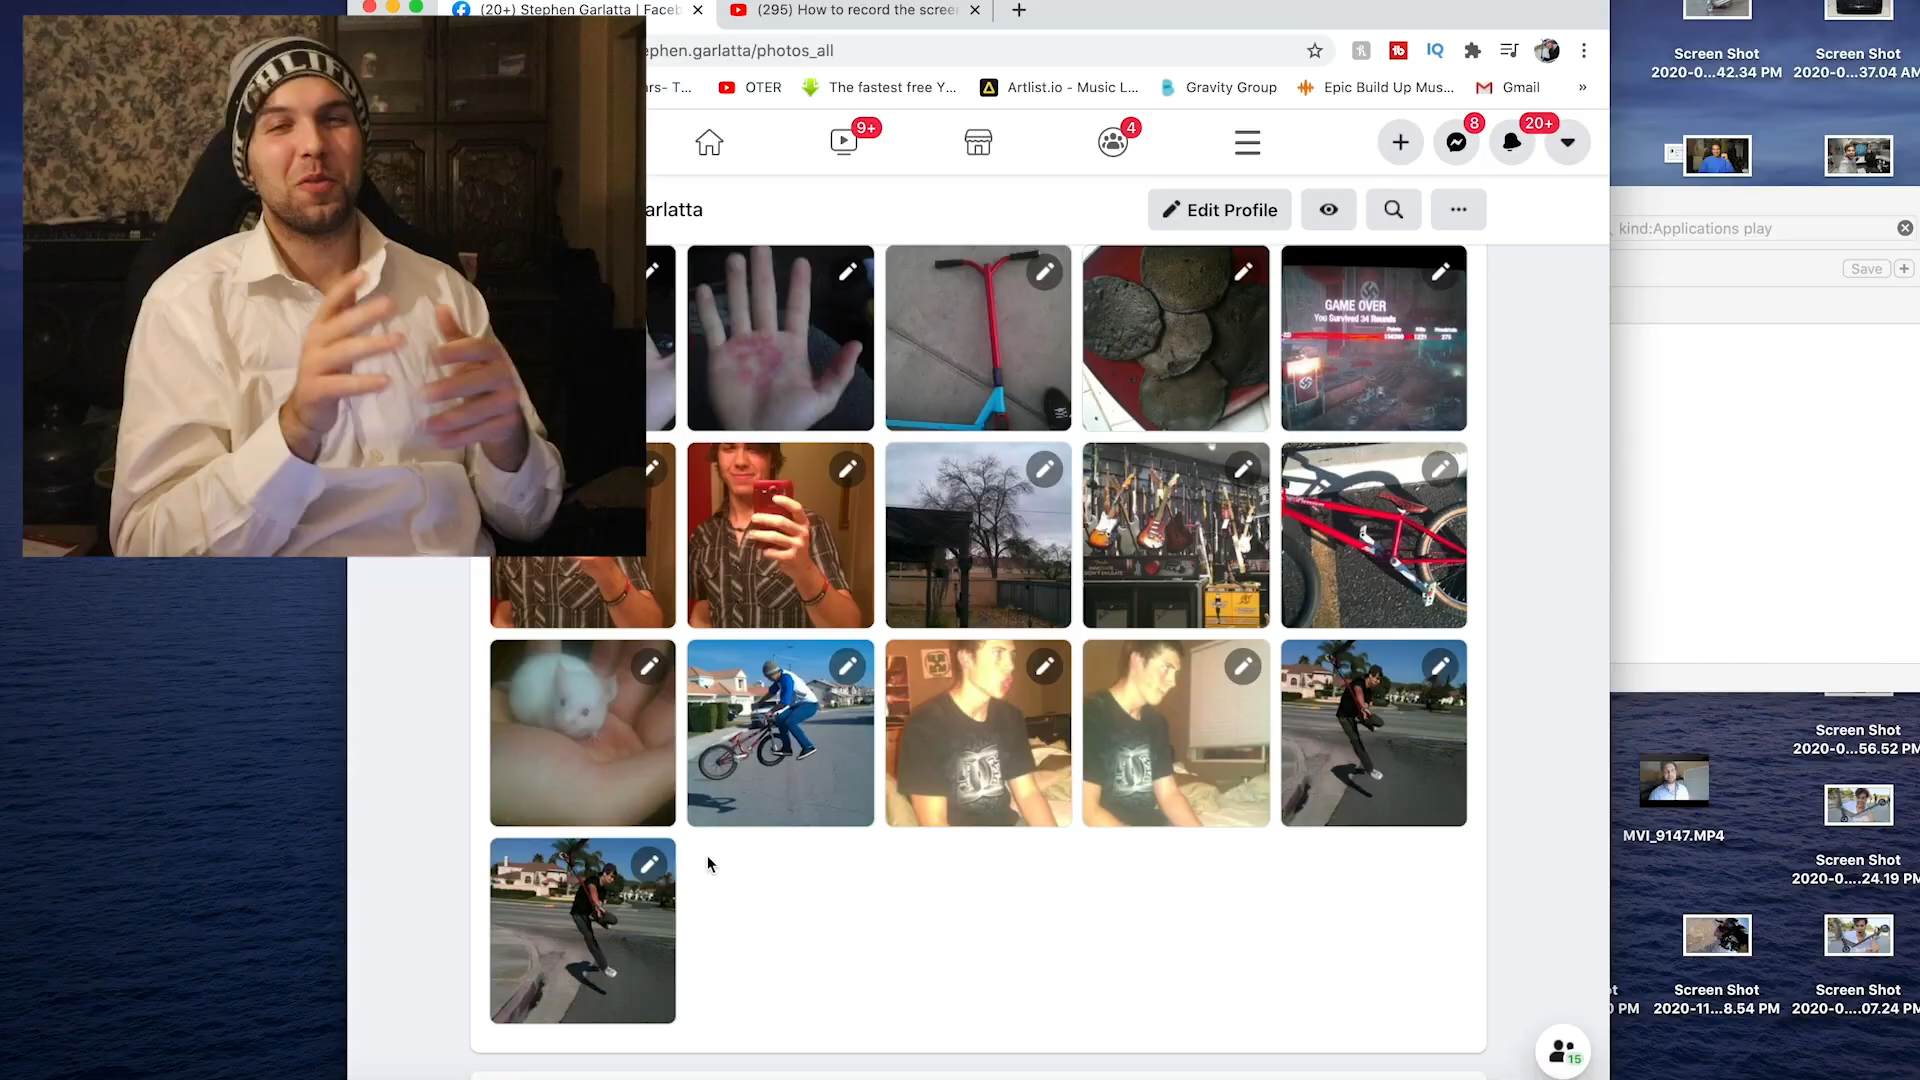 (20+) Stephen Garlatta | Faceb
(295) How to record the scree
ephen.garlatta/photos_all
ars- T...
OTER
The fastest free Y...
Artlist.io - Music L...
Gravity Group
Epic Build Up Mus...
Gmail
»
9+
4
8
20+
arlatta
Edit Profile
CALIFO
GAME OVER
You Survived 34 Rounds
15
Screen Shot
2020-0...42.34 PM
Screen Shot
2020-0...37.04 AM
kind:Applications play
Save
Screen Shot
2020-0...56.52 PM
MVI_9147.MP4
Screen Shot
2020-0....24.19 PM
Screen Shot
2020-11...8.54 PM
Screen Shot
2020-0....07.24 PM